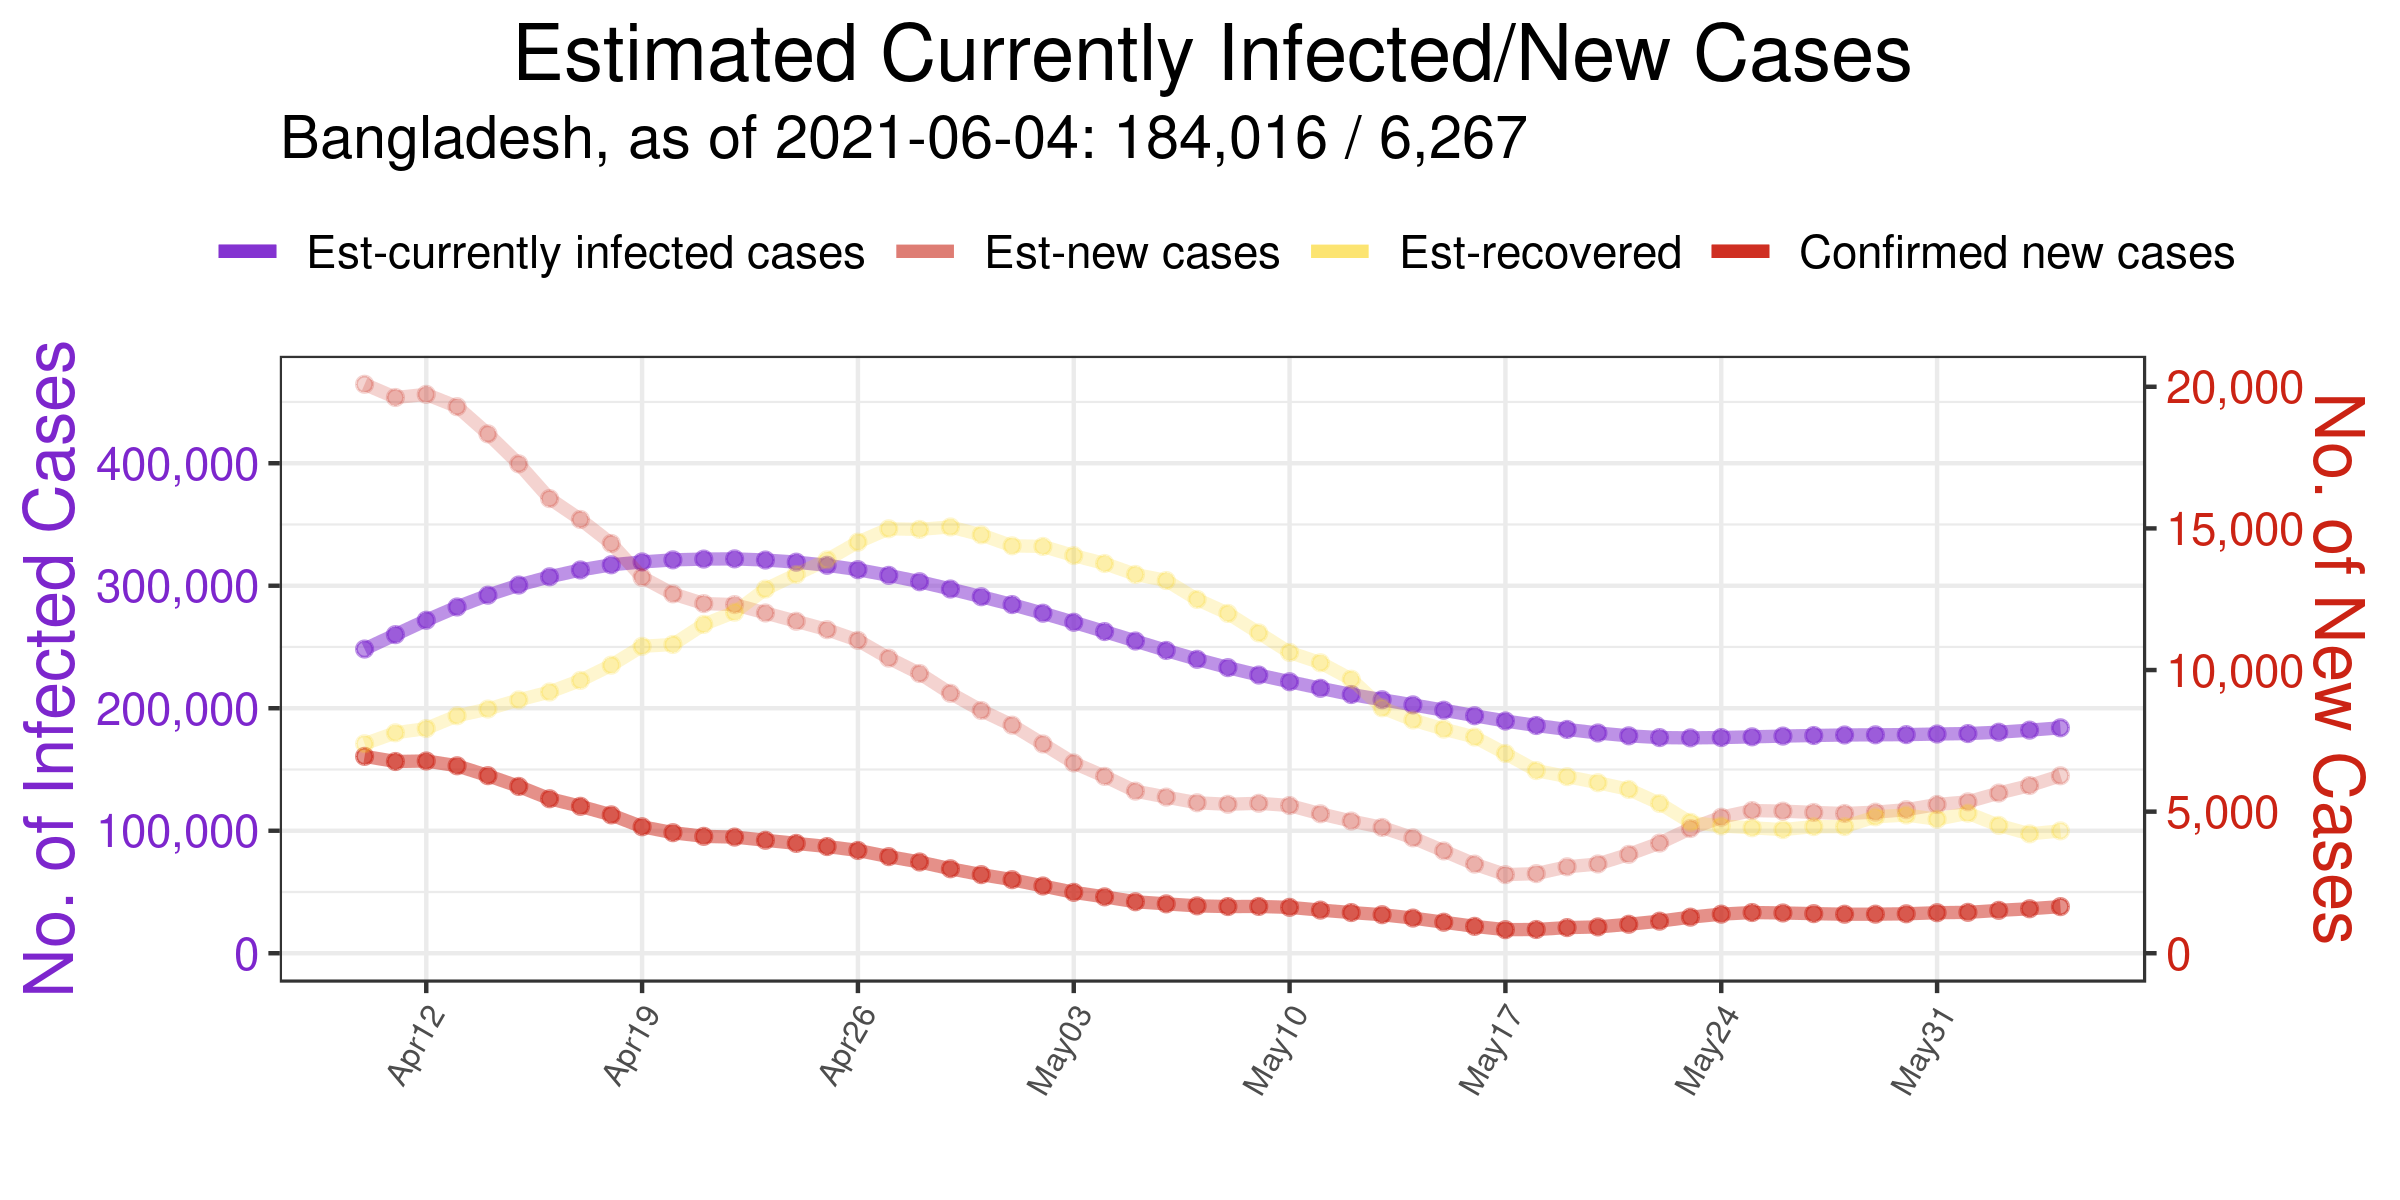 Estimated Currently Infected/New Cases
Bangladesh, as of 2021-06-04: 184,016 / 6,267
Est-currently infected cases Est-new cases Est-recovered Confirmed new cases
No. of Infected Cases
400,000
300,000
200,000
100,000
0
20,000
15,000
10,000
5,000
0
No. of New Cases
Apr12 Apr19 Apr26 May03 May10 May17 May24 May31